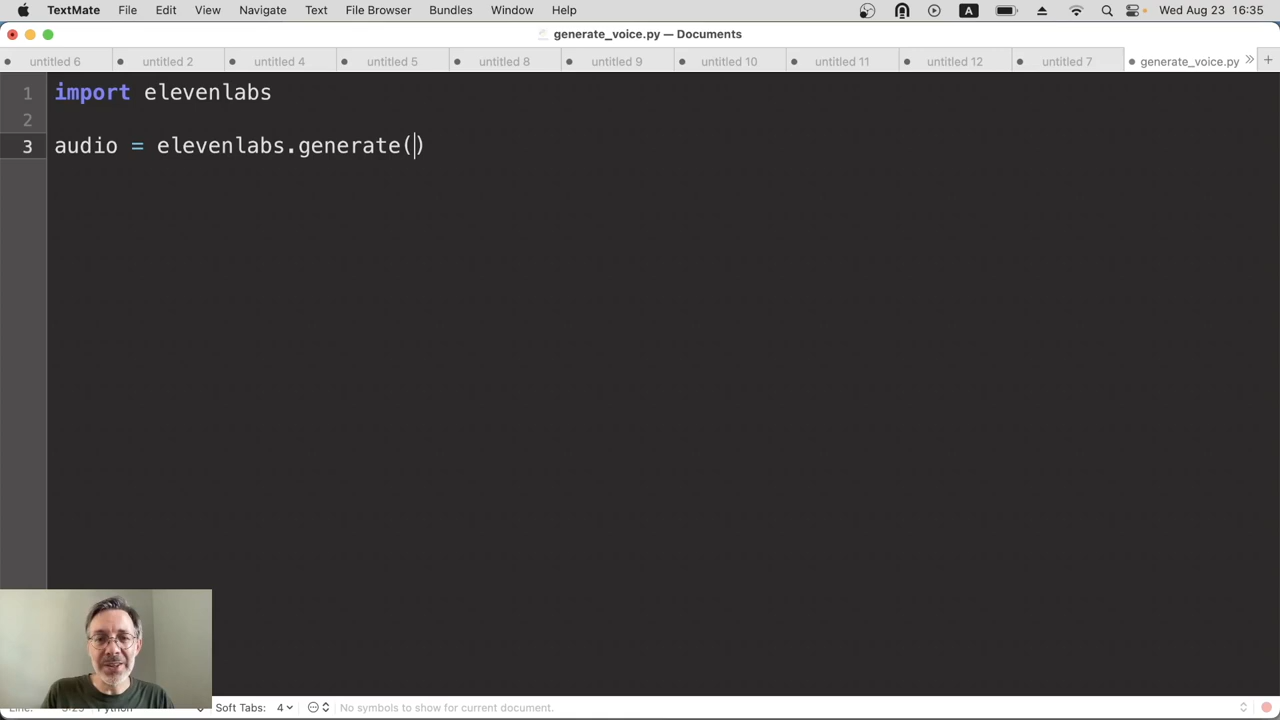 TextMate File Edit View Navigate Text File Browser Bundles Window Help A Wed Aug 23 16:35
generate_voice.py — Documents
untitled 6 untitled 2 untitled 4 untitled 5 untitled 8 untitled 9 untitled 10 untitled 11 untitled 12 untitled 7 generate_voice.py » +
1 import elevenlabs
2
3 audio = elevenlabs.generate()
Soft Tabs: 4 No symbols to show for current document.